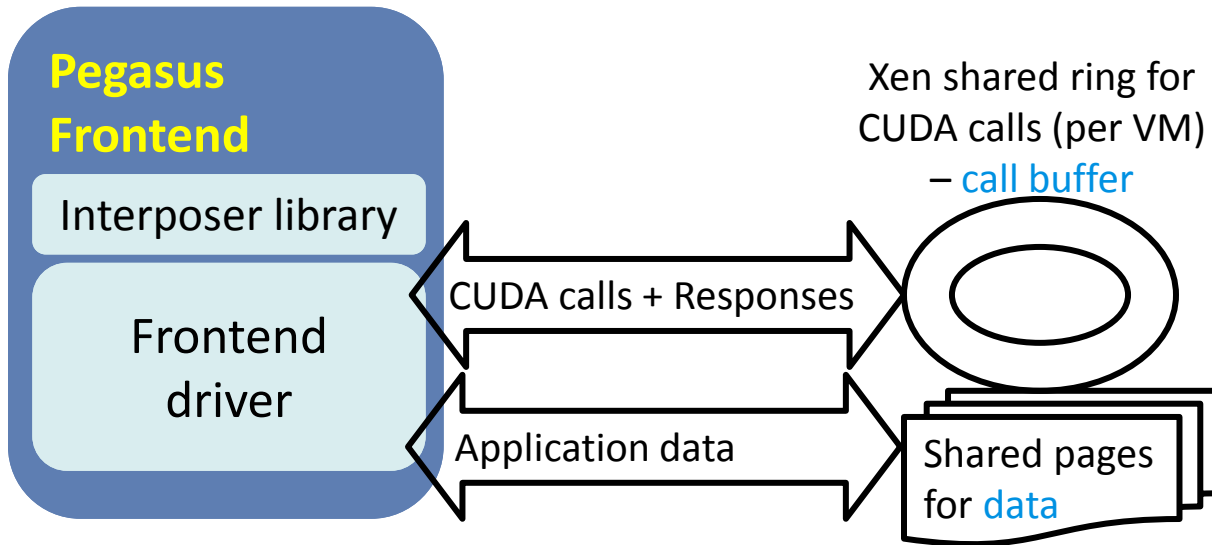 Pegasus
Frontend
Interposer library
Frontend
driver
CUDA calls + Responses
Application data
Xen shared ring for
CUDA calls (per VM)
– call buffer
Shared pages
for data